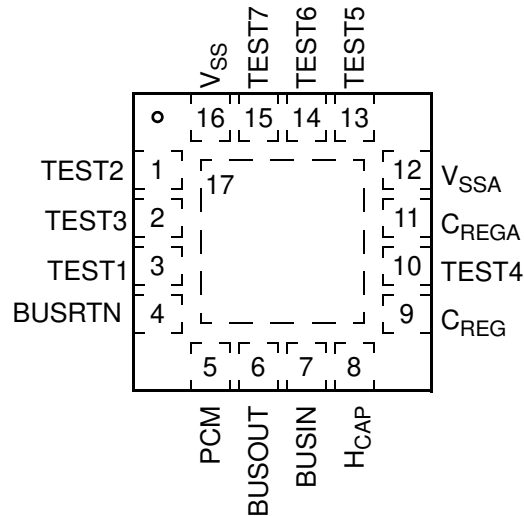 VSS
TEST7
TEST6
TEST5
16
15
14
13
TEST2
1
17
12
VSSA
TEST3
2
11
CREGA
TEST1
3
10
TEST4
BUSRTN
4
9
CREG
5
6
7
8
PCM
BUSOUT
BUSIN
HCAP